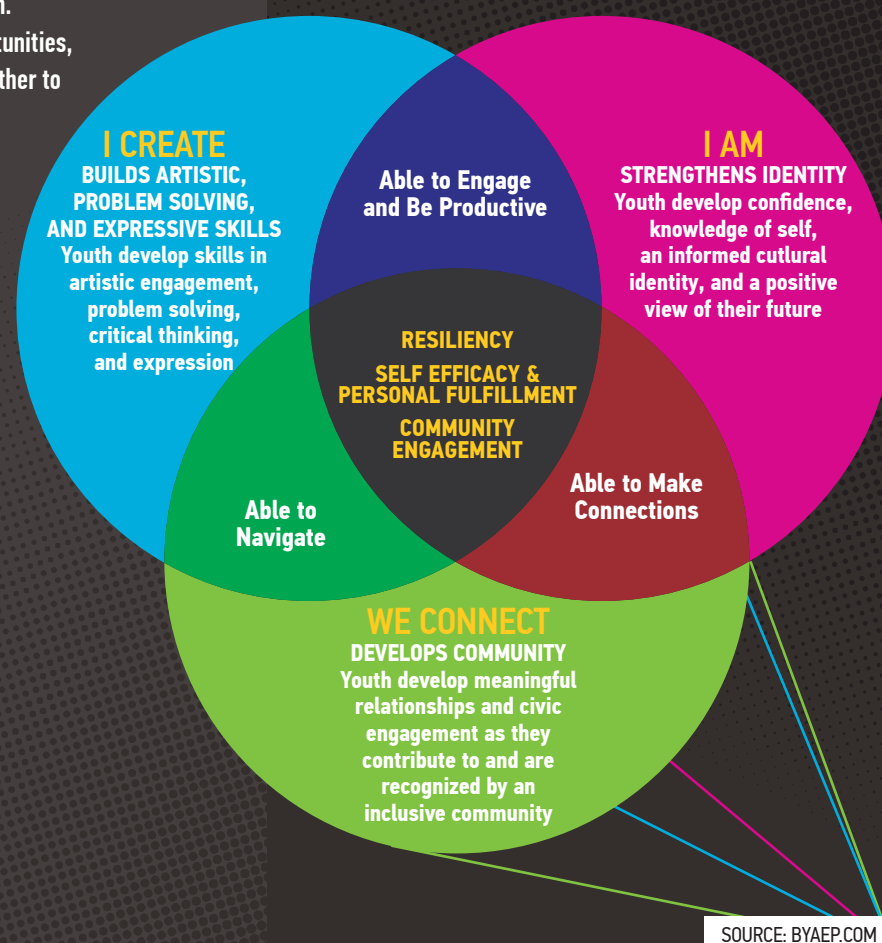 I CREATE
BUILDS ARTISTIC,
PROBLEM SOLVING,
AND EXPRESSIVE SKILLS
Youth develop skills in
artistic engagement,
problem solving,
critical thinking,
and expression
Able to Engage
and Be Productive
I AM
STRENGTHENS IDENTITY
Youth develop confidence,
knowledge of self,
an informed cutlural
identity, and a positive
view of their future
RESILIENCY
SELF EFFICACY &
PERSONAL FULFILLMENT
COMMUNITY
ENGAGEMENT
Able to
Navigate
Able to Make
Connections
WE CONNECT
DEVELOPS COMMUNITY
Youth develop meaningful
relationships and civic
engagement as they
contribute to and are
recognized by an
inclusive community
SOURCE: BYAEP.COM